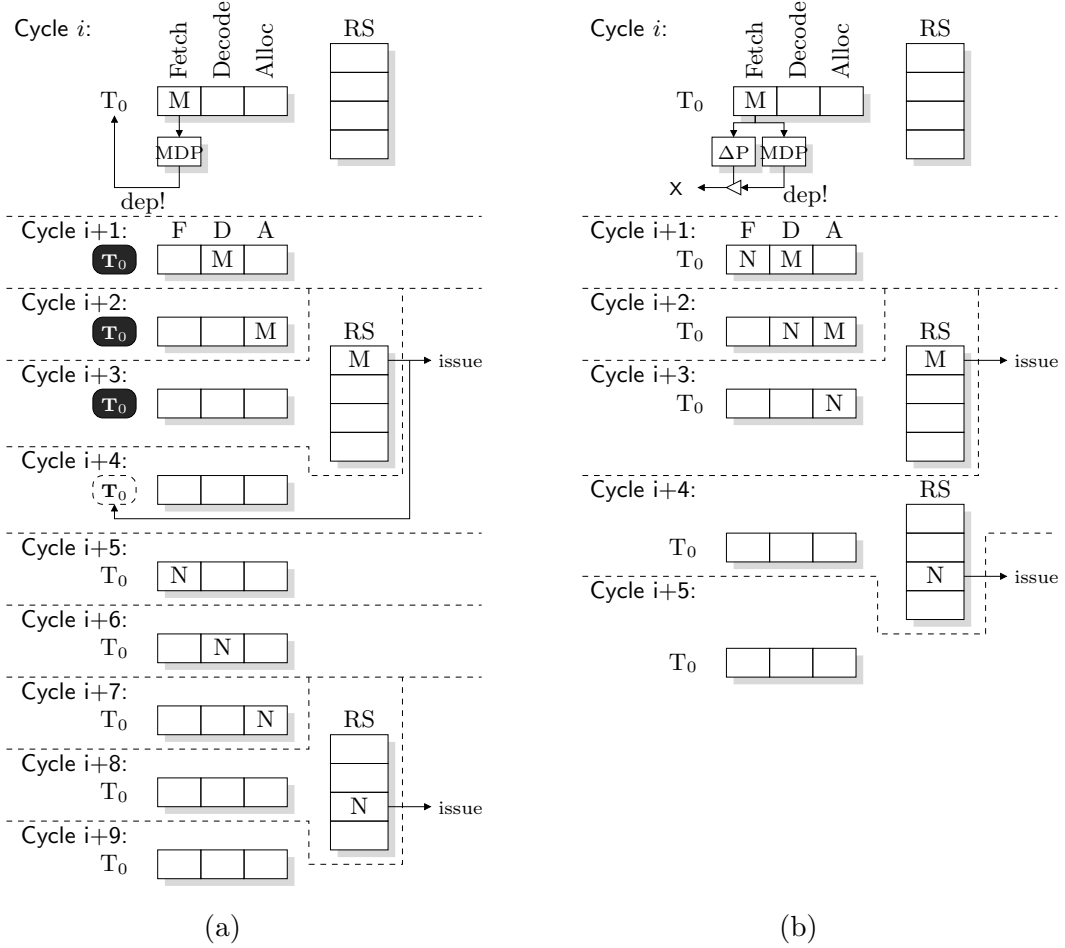 Cycle i:
Fetch
Decode
Alloc
RS
T0
M
MDP
dep!
Cycle i+1:
F D A
T0
M
Cycle i+2:
T0
M
RS
M
issue
Cycle i+3:
T0
Cycle i+4:
T0
Cycle i+5:
T0
N
Cycle i+6:
T0
N
Cycle i+7:
T0
N
RS
Cycle i+8:
T0
N
issue
Cycle i+9:
T0
(a)
Cycle i:
Fetch
Decode
Alloc
RS
T0
M
ΔP
MDP
X
dep!
Cycle i+1:
F D A
T0
N M
Cycle i+2:
T0
N M
RS
M
issue
Cycle i+3:
T0
N
Cycle i+4:
RS
T0
N
issue
Cycle i+5:
T0
(b)